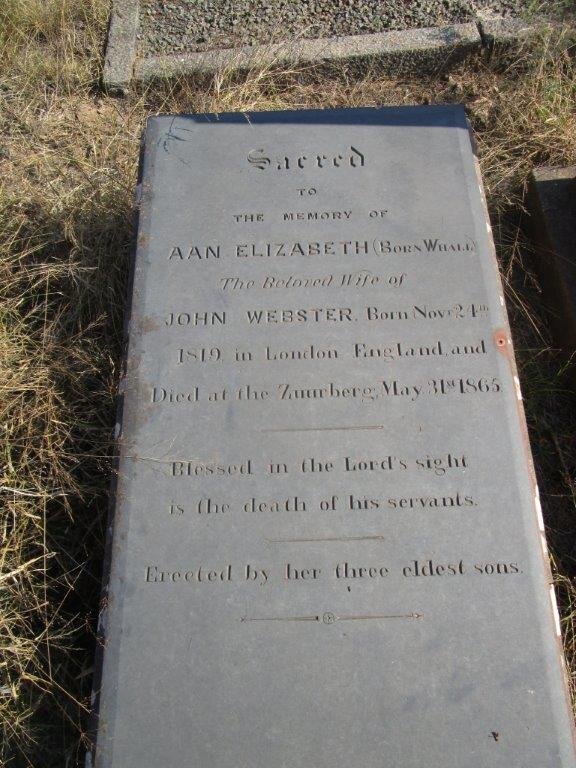 Sacred
TO
THE MEMORY OF
AAN ELIZABETH (BORN WHALL)
The Beloved Wife of
JOHN WEBSTER. Born Novr. 24th
1819, in London England, and
Died at the Zuurberg, May 31st 1865
Blessed in the Lord's sight
is the death of his servants.
Erected by her three eldest sons.